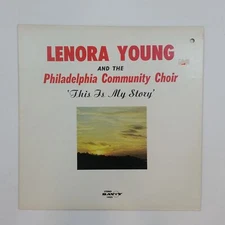 LENORA YOUNG
AND THE
Philadelphia Community Choir
'This Is My Story'
SAVOY